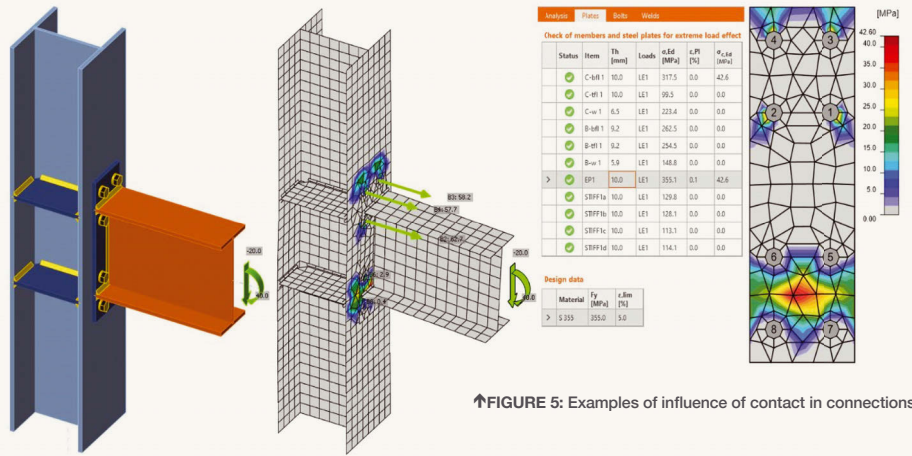 Analysis Plates Bolts Welds
Check of members and steel plates for extreme load effect
Status Item Th [mm] Loads σ,Ed [MPa] ε,Pl [%] σc,Ed [MPa]
C-bfl 1 10.0 LE1 317.5 0.0 42.6
C-tfl 1 10.0 LE1 99.5 0.0 0.0
C-w 1 6.5 LE1 223.4 0.0 0.0
B-bfl 1 9.2 LE1 262.5 0.0 0.0
B-tfl 1 9.2 LE1 254.5 0.0 0.0
B-w 1 5.9 LE1 148.8 0.0 0.0
> EP1 10.0 LE1 355.1 0.1 42.6
STIFF1a 10.0 LE1 129.8 0.0 0.0
STIFF1b 10.0 LE1 128.1 0.0 0.0
STIFF1c 10.0 LE1 113.1 0.0 0.0
STIFF1d 10.0 LE1 114.1 0.0 0.0
Design data
Material Fy [MPa] ε,lim [%]
> S 355 355.0 5.0
4 3
2 1
6 5
8 7
[MPa]
42.60
40.0
35.0
30.0
25.0
20.0
15.0
10.0
5.0
0.00
B3: 58.2
B4: 57.7
-20.0
40.0
-20.0
↑FIGURE 5: Examples of influence of contact in connections